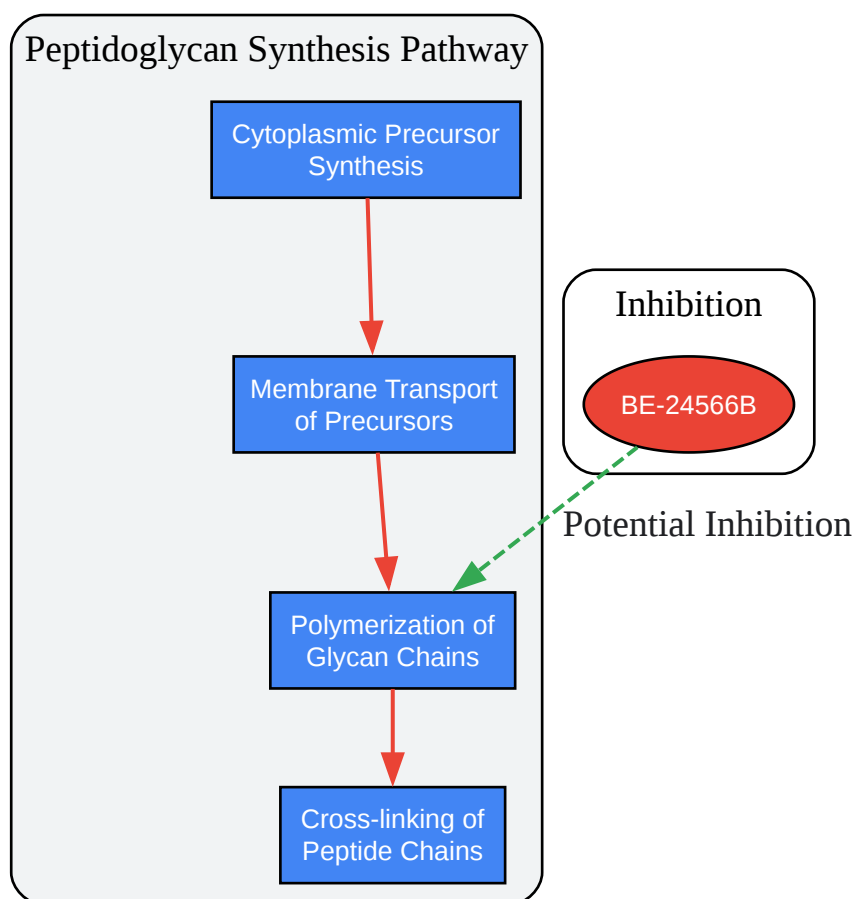 Peptidoglycan Synthesis Pathway
Cytoplasmic Precursor
Synthesis
Membrane Transport
of Precursors
Inhibition
BE-24566B
Potential Inhibition
Polymerization of
Glycan Chains
Cross-linking of
Peptide Chains